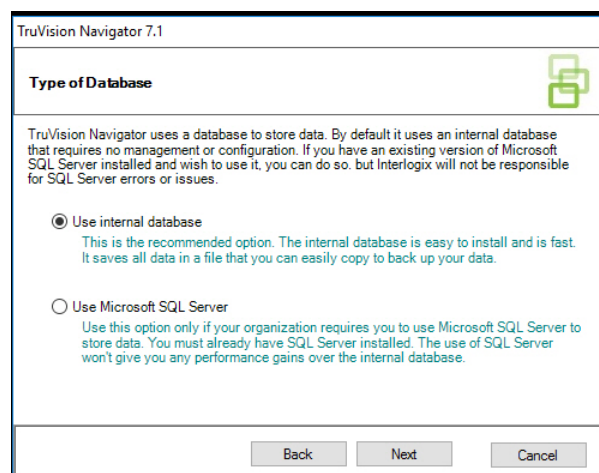 TruVision Navigator 7.1
Type of Database
TruVision Navigator uses a database to store data. By default it uses an internal database
that requires no management or configuration. If you have an existing version of Microsoft
SQL Server installed and wish to use it, you can do so. but Interlogix will not be responsible
for SQL Server errors or issues.
Use internal database
This is the recommended option. The internal database is easy to install and is fast.
It saves all data in a file that you can easily copy to back up your data.
Use Microsoft SQL Server
Use this option only if your organization requires you to use Microsoft SQL Server to
store data. You must already have SQL Server installed. The use of SQL Server
won't give you any performance gains over the internal database.
Back Next Cancel